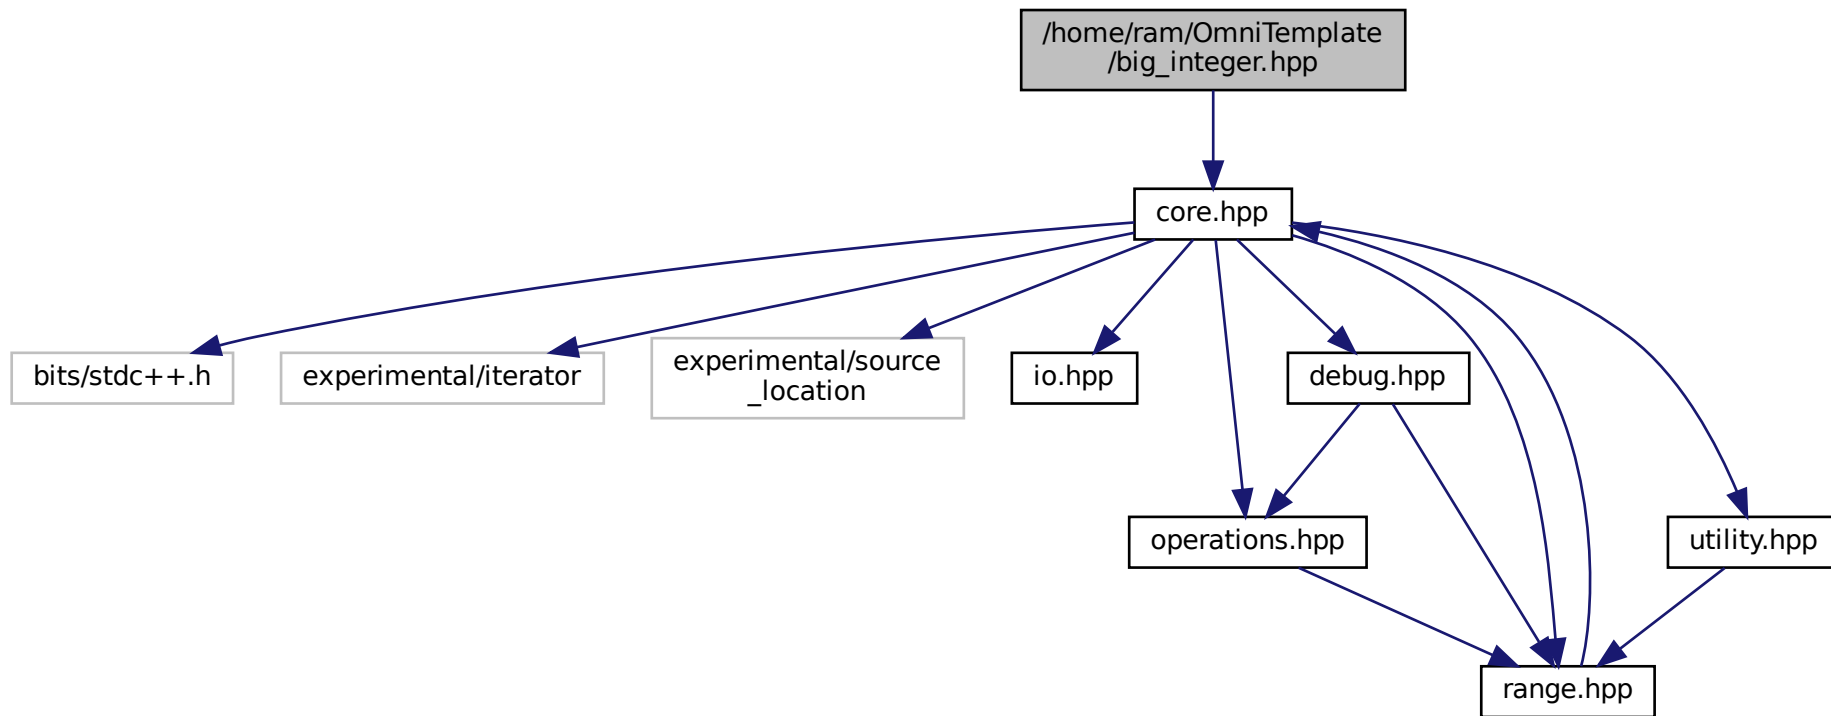 /home/ram/OmniTemplate
/big_integer.hpp
core.hpp
bits/stdc++.h
experimental/iterator
experimental/source
_location
io.hpp
debug.hpp
operations.hpp
utility.hpp
range.hpp